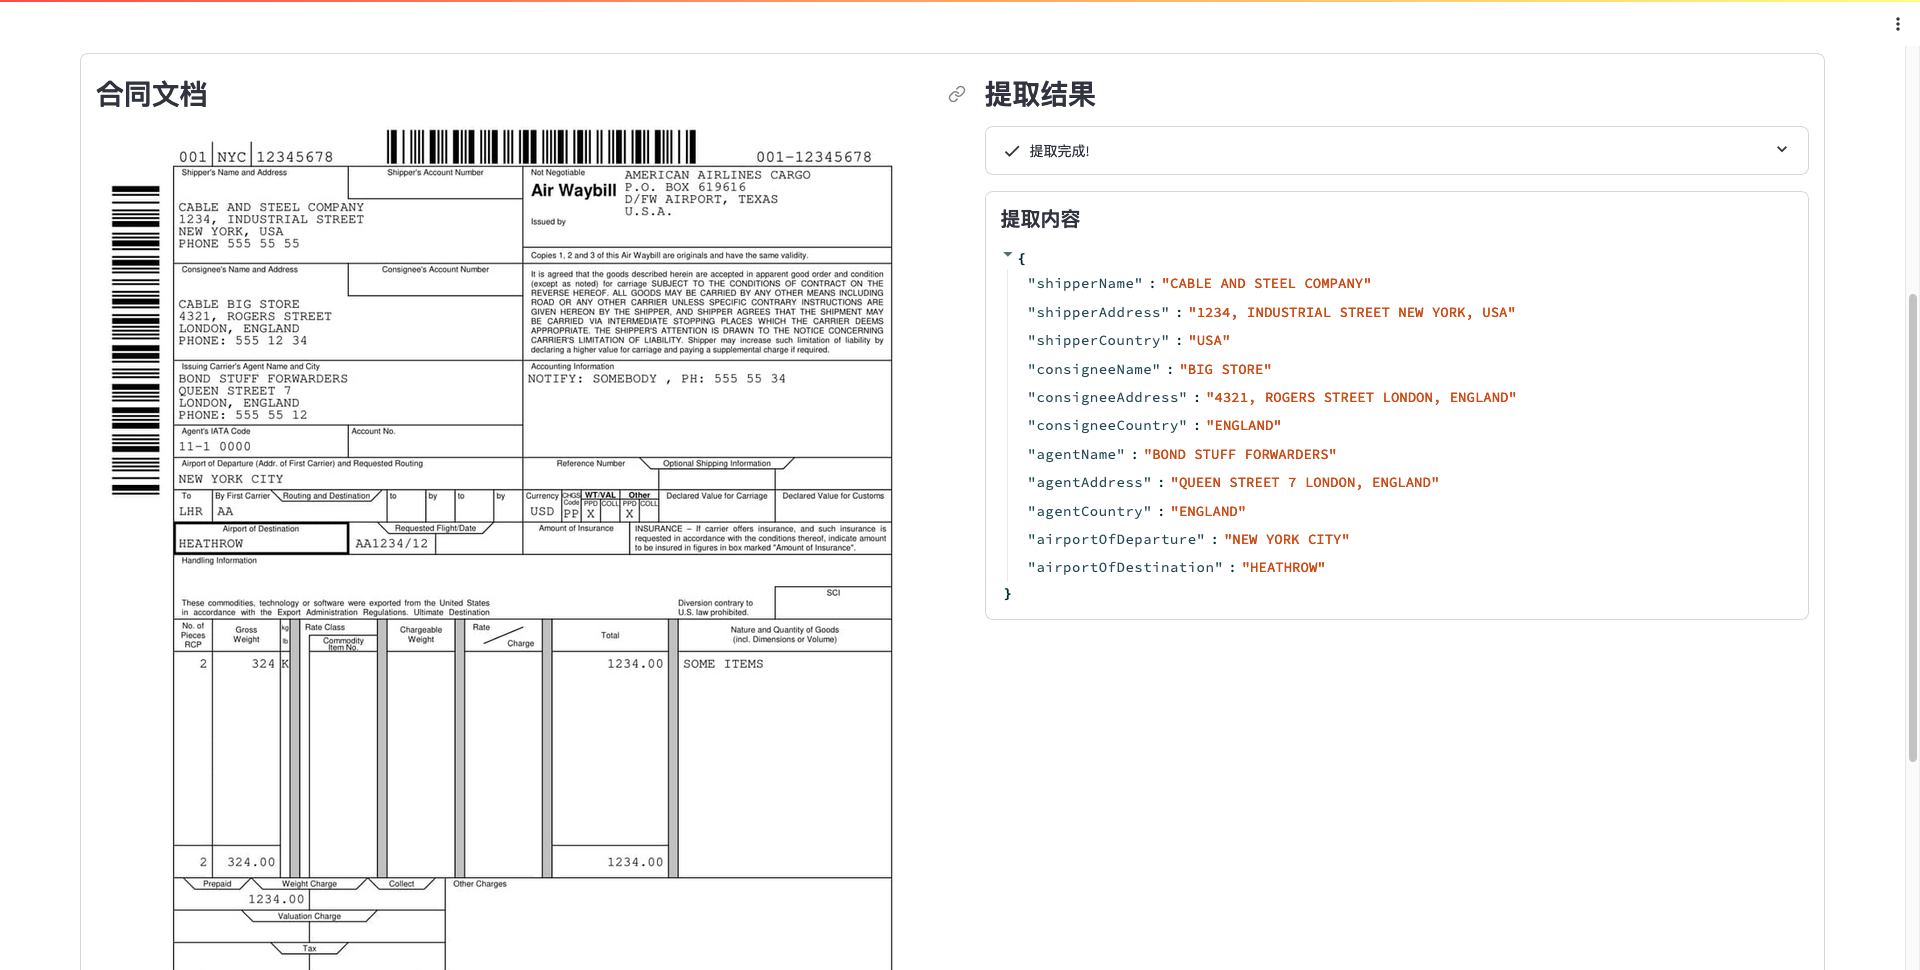 合同文档
001 NYC 12345678
001-12345678
Shipper's Name and Address
Shipper's Account Number
CABLE AND STEEL COMPANY
1234, INDUSTRIAL STREET
NEW YORK, USA
PHONE 555 55 55
Not Negotiable
Air Waybill
Issued by
AMERICAN AIRLINES CARGO
P.O. BOX 619616
D/FW AIRPORT, TEXAS
U.S.A.
Copies 1, 2 and 3 of this Air Waybill are originals and have the same validity.
Consignee's Name and Address
Consignee's Account Number
CABLE BIG STORE
4321, ROGERS STREET
LONDON, ENGLAND
PHONE: 555 12 34
It is agreed that the goods described herein are accepted in apparent good order and condition
(except as noted) for carriage SUBJECT TO THE CONDITIONS OF CONTRACT ON THE
REVERSE HEREOF. ALL GOODS MAY BE CARRIED BY ANY OTHER MEANS INCLUDING
ROAD OR ANY OTHER CARRIER UNLESS SPECIFIC CONTRARY INSTRUCTIONS ARE
GIVEN HEREON BY THE SHIPPER, AND SHIPPER AGREES THAT THE SHIPMENT MAY
BE CARRIED VIA INTERMEDIATE STOPPING PLACES WHICH THE CARRIER DEEMS
APPROPRIATE. THE SHIPPER'S ATTENTION IS DRAWN TO THE NOTICE CONCERNING
CARRIER'S LIMITATION OF LIABILITY. Shipper may increase such limitation of liability by
declaring a higher value for carriage and paying a supplemental charge if required.
Issuing Carrier's Agent Name and City
BOND STUFF FORWARDERS
QUEEN STREET 7
LONDON, ENGLAND
PHONE: 555 55 12
Accounting Information
NOTIFY: SOMEBODY , PH: 555 55 34
Agent's IATA Code
Account No.
11-1 0000
Airport of Departure (Addr. of First Carrier) and Requested Routing
NEW YORK CITY
Reference Number
Optional Shipping Information
To
By First Carrier
Routing and Destination
to
by
to
by
LHR
AA
Currency
CHGS Code
WT/VAL
Other
PPD
COLL
PPD
COLL
USD
PP
X
X
Declared Value for Carriage
Declared Value for Customs
Airport of Destination
HEATHROW
Requested Flight/Date
AA1234/12
Amount of Insurance
INSURANCE – If carrier offers insurance, and such insurance is
requested in accordance with the conditions thereof, indicate amount
to be insured in figures in box marked "Amount of Insurance".
Handling Information
SCI
These commodities, technology or software were exported from the United States
in accordance with the Export Administration Regulations. Ultimate Destination
Diversion contrary to
U.S. law prohibited.
No. of
Pieces
RCP
Gross
Weight
kg
lb
Rate Class
Commodity
Item No.
Chargeable
Weight
Rate
Charge
Total
Nature and Quantity of Goods
(incl. Dimensions or Volume)
2 324 K 1234.00 SOME ITEMS
2 324.00 1234.00
Prepaid
Weight Charge
Collect
Other Charges
1234.00
Valuation Charge
Tax
提取结果
提取完成!
提取内容
{
"shipperName" : "CABLE AND STEEL COMPANY"
"shipperAddress" : "1234, INDUSTRIAL STREET NEW YORK, USA"
"shipperCountry" : "USA"
"consigneeName" : "BIG STORE"
"consigneeAddress" : "4321, ROGERS STREET LONDON, ENGLAND"
"consigneeCountry" : "ENGLAND"
"agentName" : "BOND STUFF FORWARDERS"
"agentAddress" : "QUEEN STREET 7 LONDON, ENGLAND"
"agentCountry" : "ENGLAND"
"airportOfDeparture" : "NEW YORK CITY"
"airportOfDestination" : "HEATHROW"
}